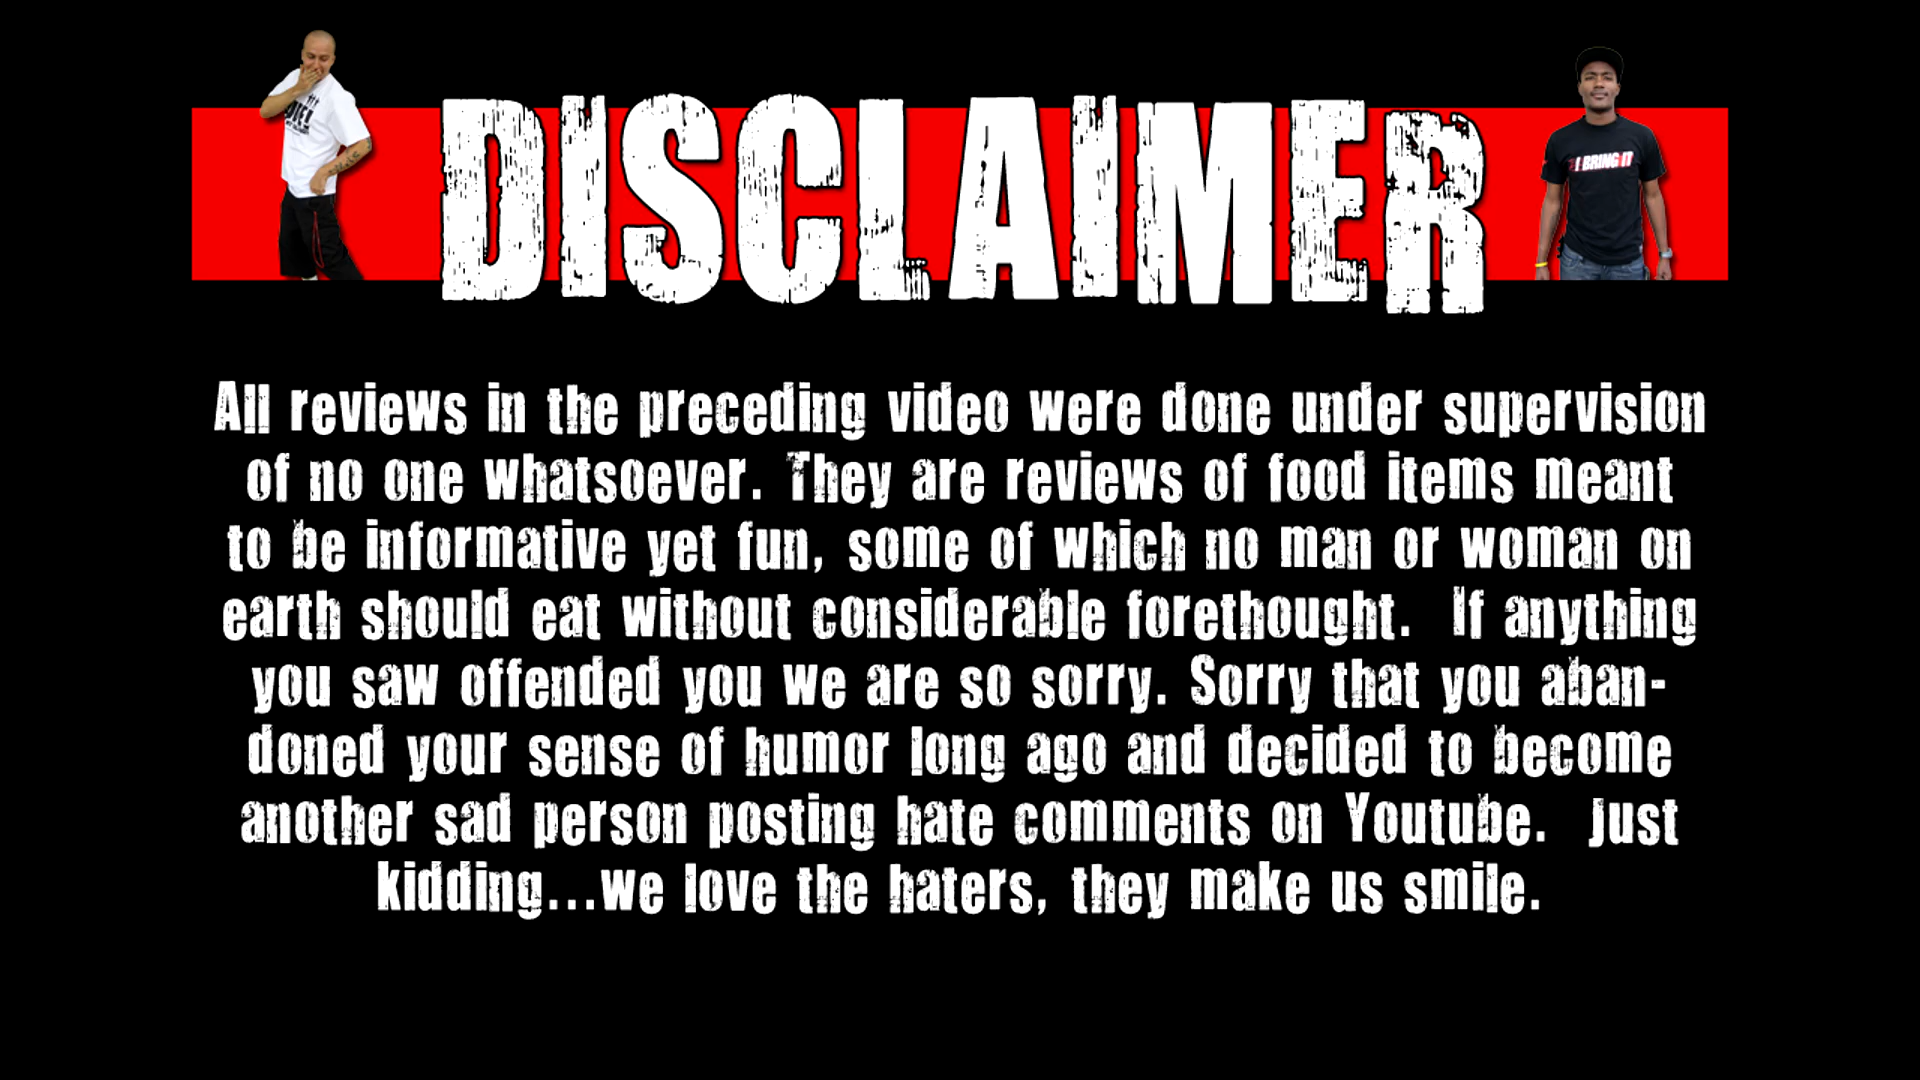 DISCLAIMER
I BRING IT
All reviews in the preceding video were done under supervision
of no one whatsoever. They are reviews of food items meant
to be informative yet fun, some of which no man or woman on
earth should eat without considerable forethought. If anything
you saw offended you we are so sorry. Sorry that you aban-
doned your sense of humor long ago and decided to become
another sad person posting hate comments on Youtube. Just
kidding...we love the haters, they make us smile.